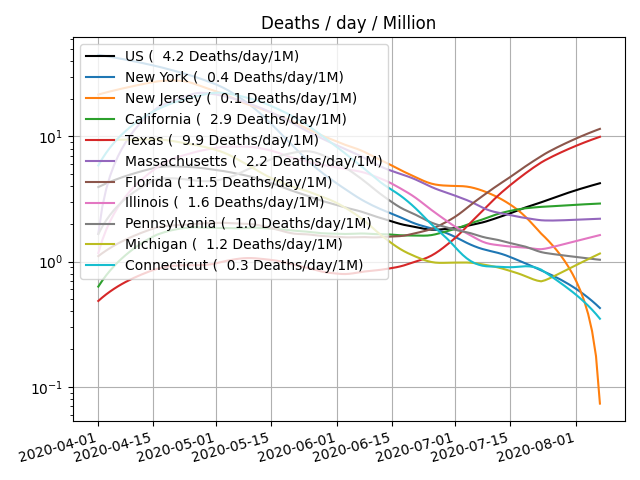 Deaths / day / Million
US (  4.2 Deaths/day/1M)
New York (  0.4 Deaths/day/1M)
New Jersey (  0.1 Deaths/day/1M)
California (  2.9 Deaths/day/1M)
Texas (  9.9 Deaths/day/1M)
Massachusetts (  2.2 Deaths/day/1M)
Florida ( 11.5 Deaths/day/1M)
Illinois (  1.6 Deaths/day/1M)
Pennsylvania (  1.0 Deaths/day/1M)
Michigan (  1.2 Deaths/day/1M)
Connecticut (  0.3 Deaths/day/1M)
10¹
10⁰
10⁻¹
2020-04-01
2020-04-15
2020-05-01
2020-05-15
2020-06-01
2020-06-15
2020-07-01
2020-07-15
2020-08-01